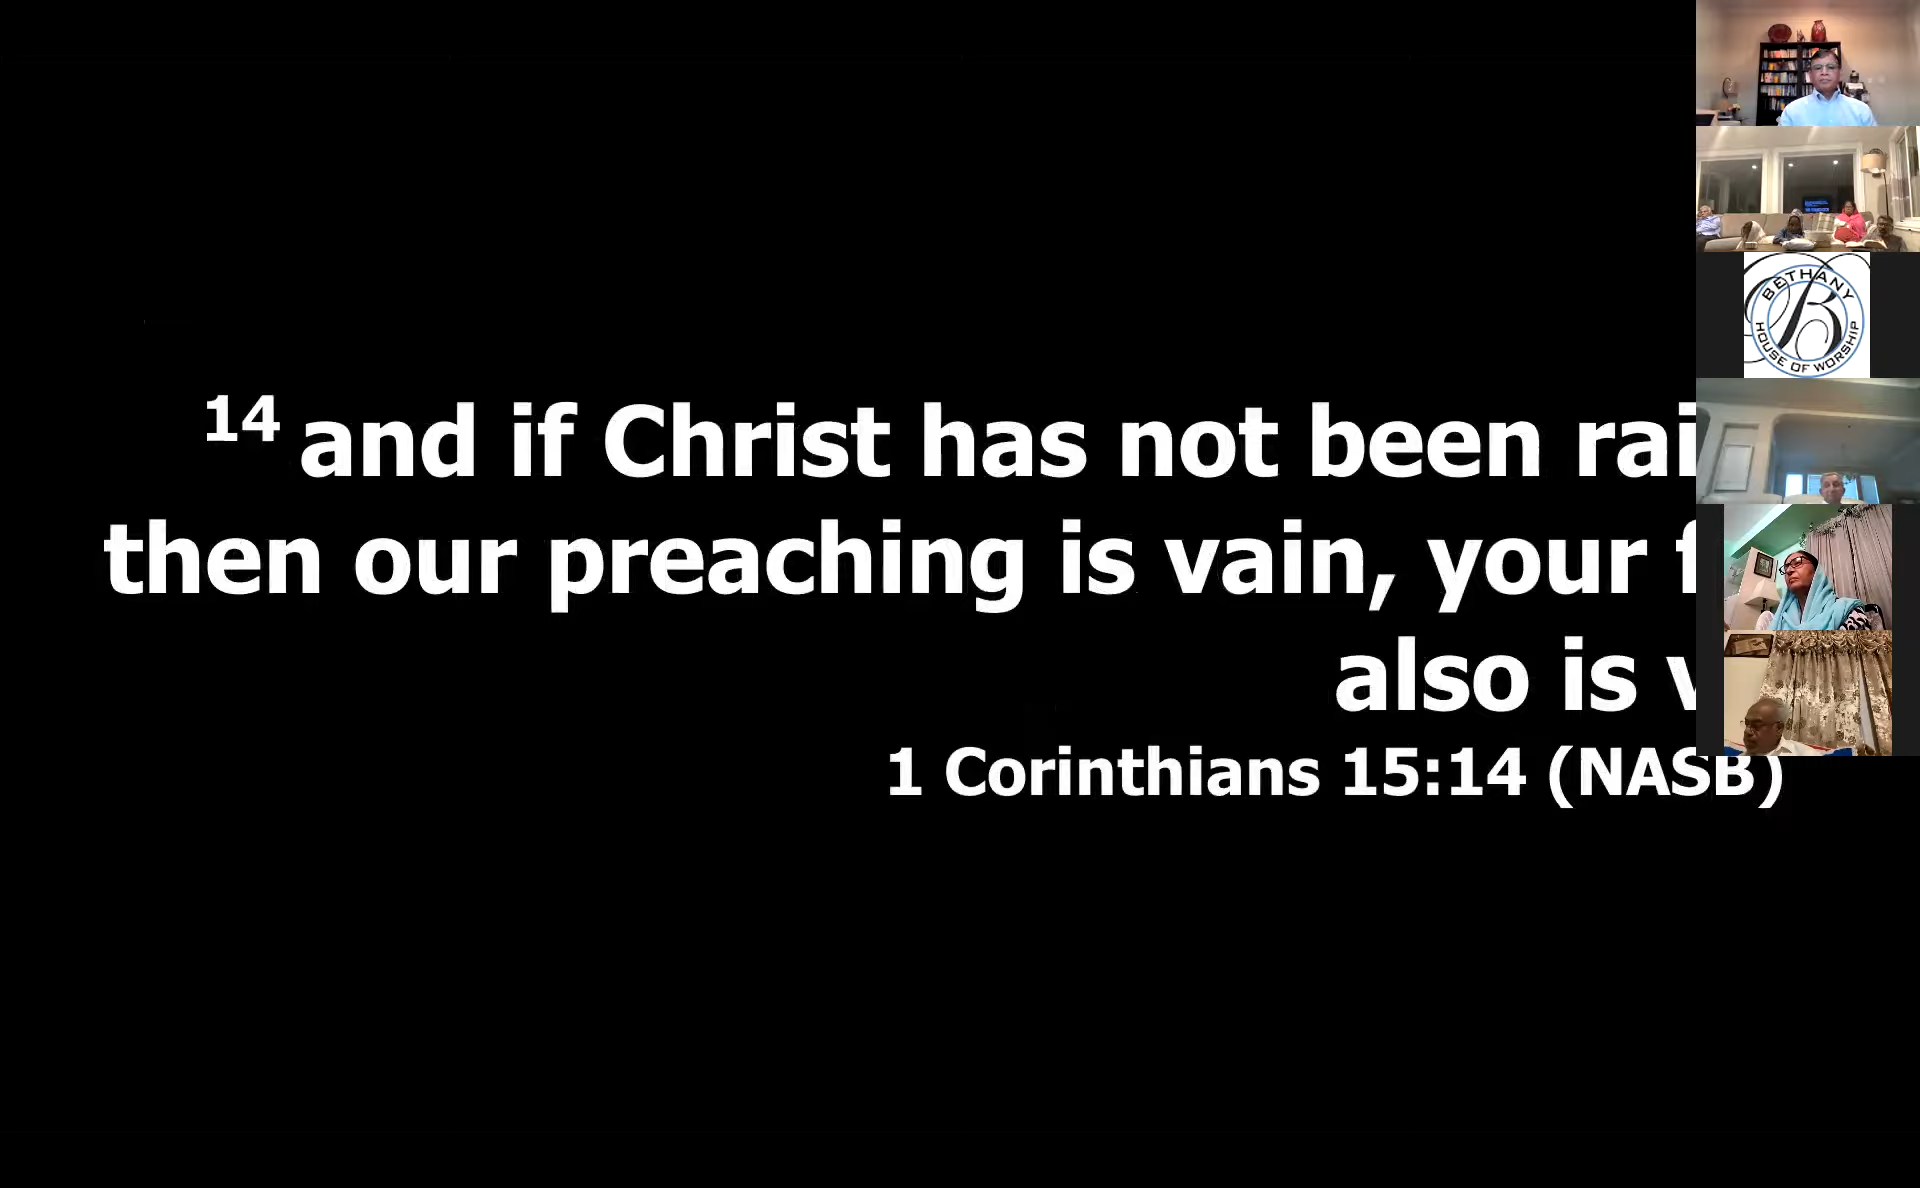 14 and if Christ has not been rai
then our preaching is vain, your f
also is v
1 Corinthians 15:14 (NASB)
BETHANY
B
HOUSE OF WORSHIP